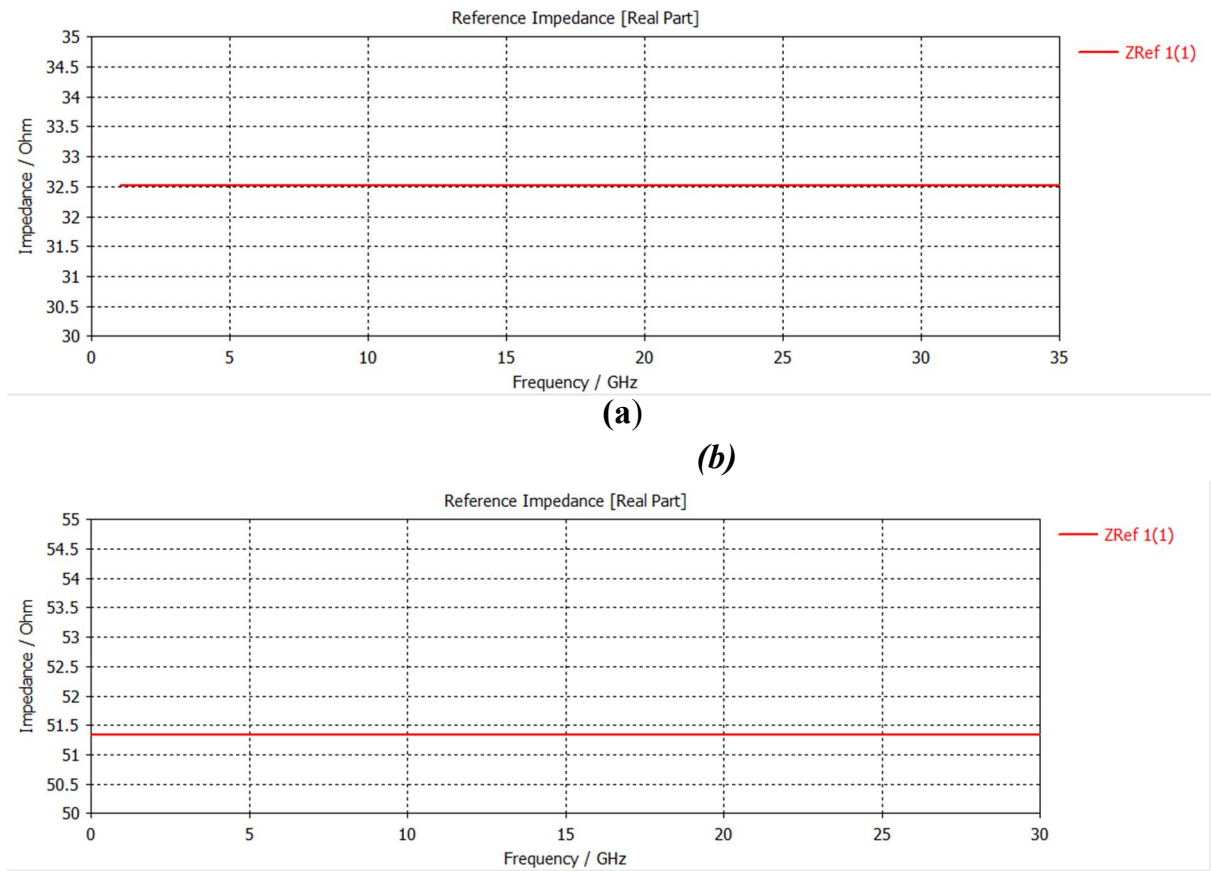 Reference Impedance [Real Part]
35
34.5
34
33.5
33
32.5
32
31.5
31
30.5
30
Impedance / Ohm
0 5 10 15 20 25 30 35
Frequency / GHz
ZRef 1(1)
(a)
(b)
Reference Impedance [Real Part]
55
54.5
54
53.5
53
52.5
52
51.5
51
50.5
50
Impedance / Ohm
0 5 10 15 20 25 30
Frequency / GHz
ZRef 1(1)